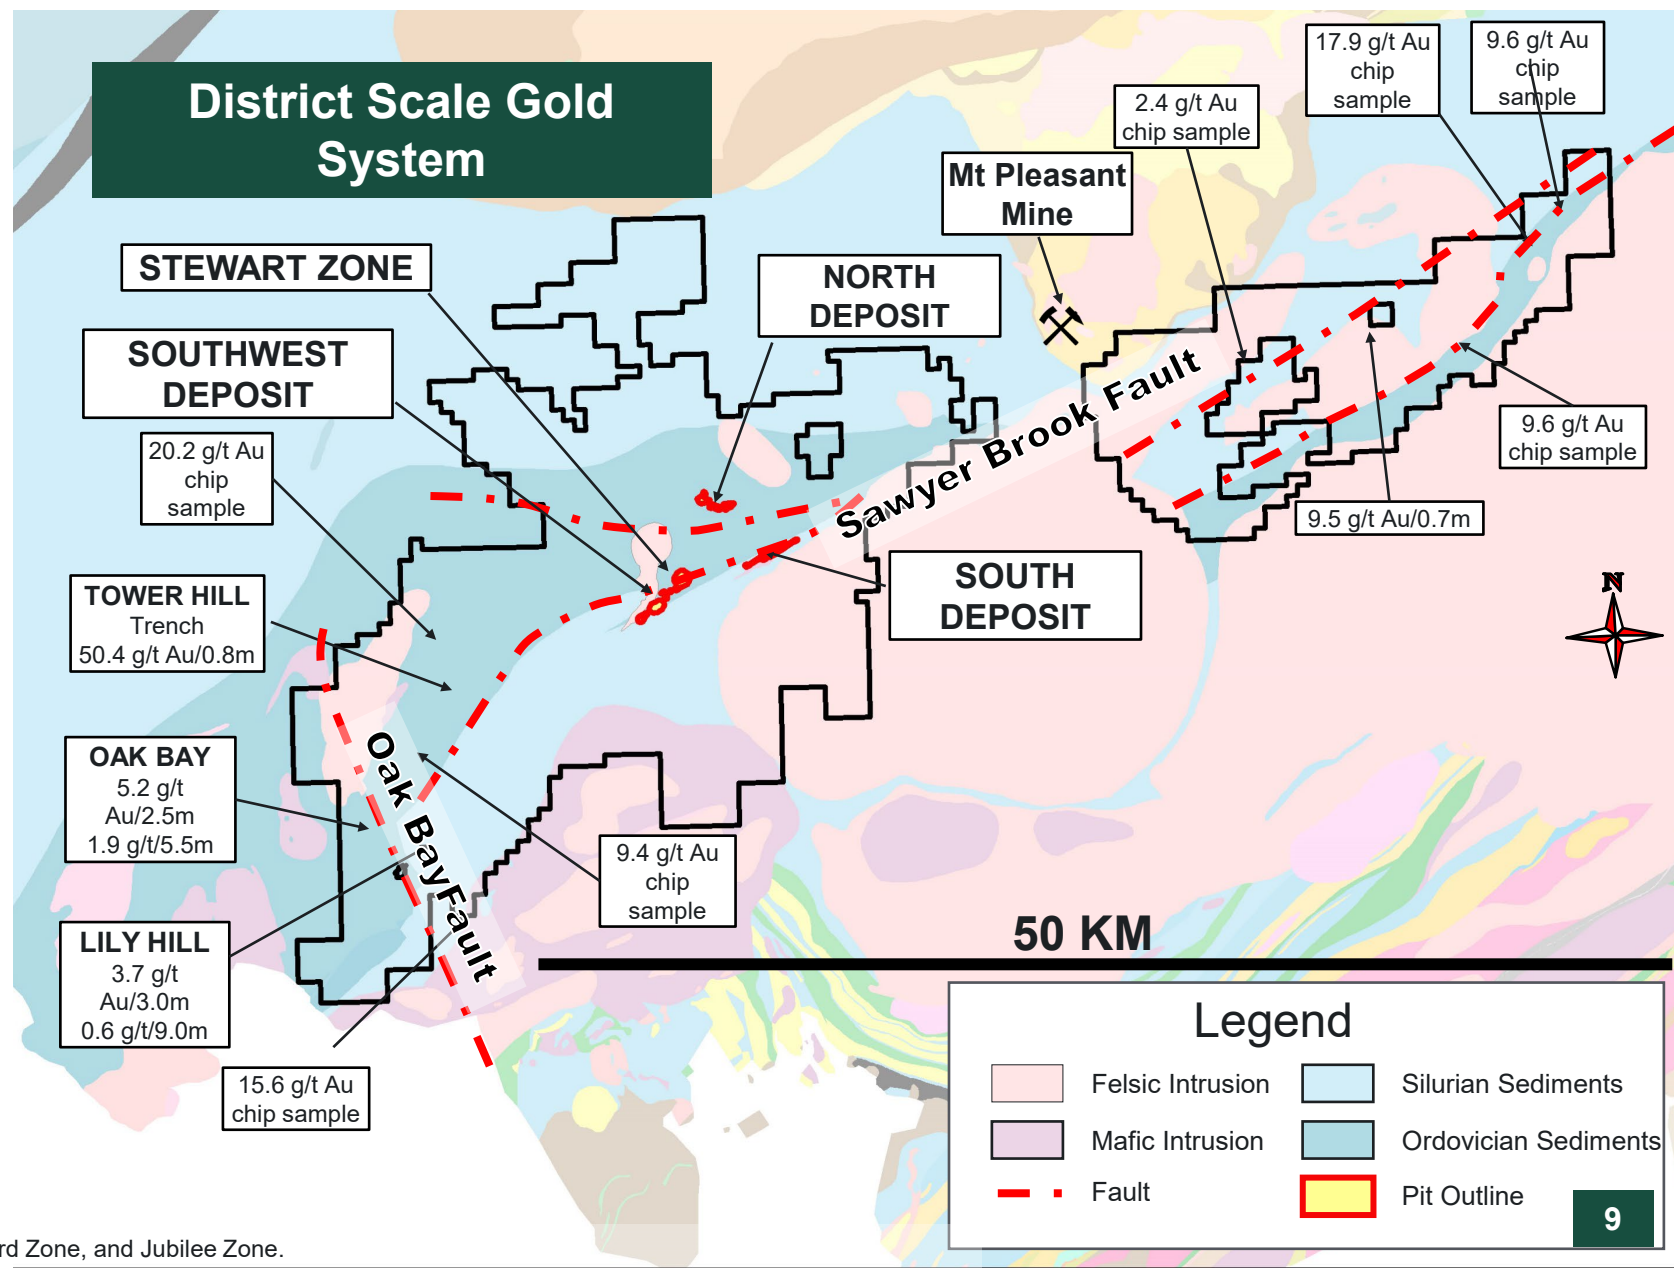 District Scale Gold
System
17.9 g/t Au
chip
sample
9.6 g/t Au
chip
sample
2.4 g/t Au
chip sample
Mt Pleasant
Mine
STEWART ZONE
NORTH
DEPOSIT
SOUTHWEST
DEPOSIT
20.2 g/t Au
chip
sample
Sawyer Brook Fault
9.6 g/t Au
chip sample
9.5 g/t Au/0.7m
SOUTH
DEPOSIT
TOWER HILL
Trench
50.4 g/t Au/0.8m
N
OAK BAY
5.2 g/t
Au/2.5m
1.9 g/t/5.5m
Oak BayFault
9.4 g/t Au
chip
sample
LILY HILL
3.7 g/t
Au/3.0m
0.6 g/t/9.0m
50 KM
15.6 g/t Au
chip sample
Legend
Felsic Intrusion
Silurian Sediments
Mafic Intrusion
Ordovician Sediments
Fault
Pit Outline
9
rd Zone, and Jubilee Zone.